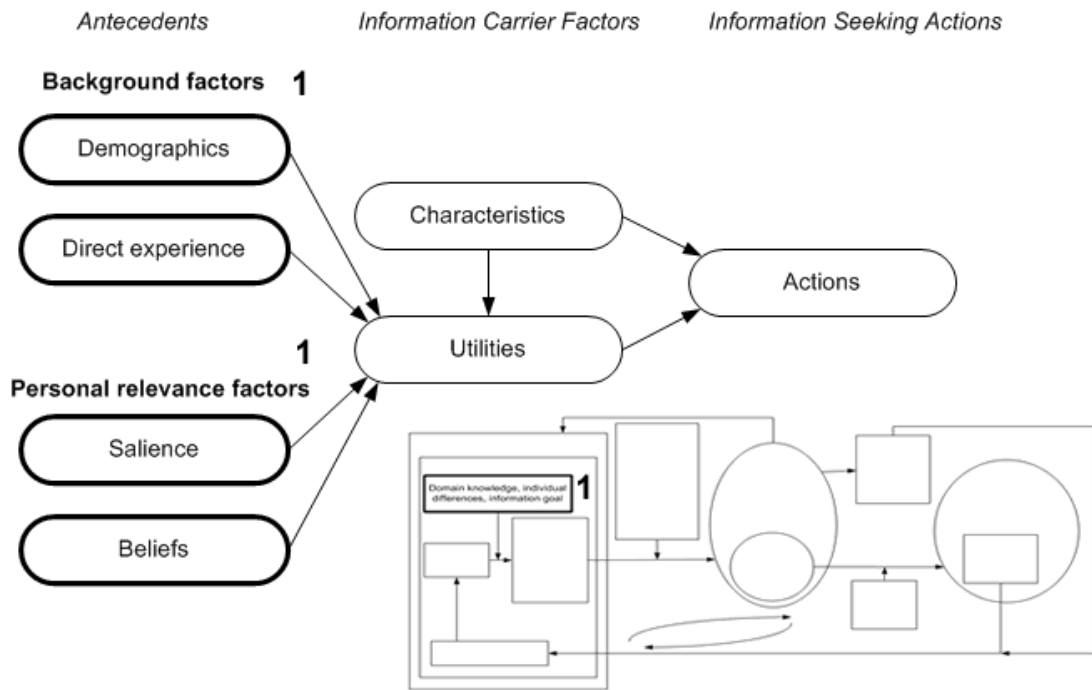 Antecedents
Information Carrier Factors
Information Seeking Actions
Background factors 1
Demographics
Direct experience
Characteristics
Actions
Utilities
1
Personal relevance factors
Salience
Beliefs
Domain knowledge, individual
differences, information goal
1